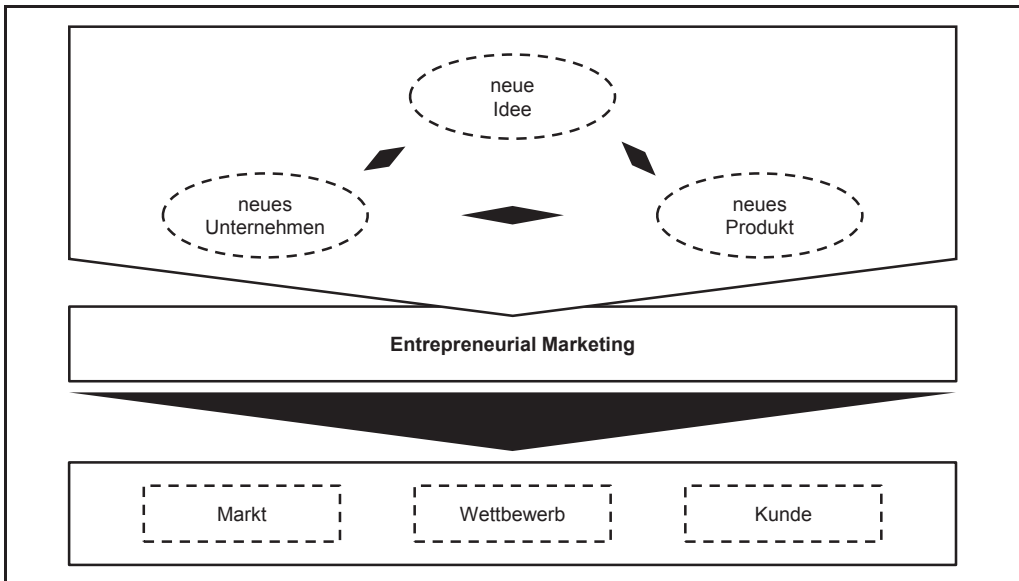 neue
Idee
neues
Unternehmen
neues
Produkt
Entrepreneurial Marketing
Markt
Wettbewerb
Kunde